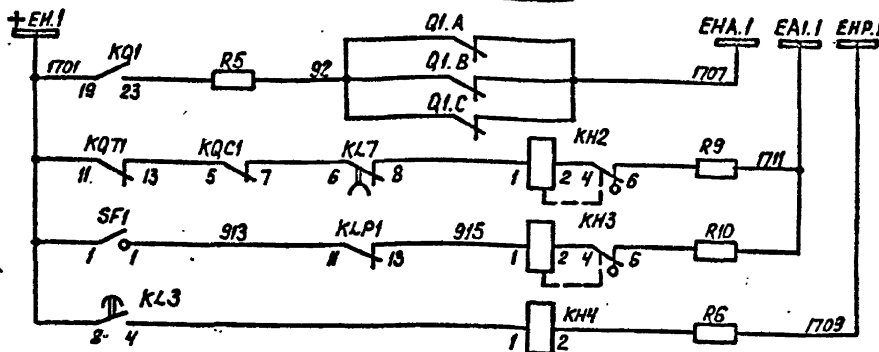 +ЕН.1
Q1.A
EHA.1 EA1.1 EHP.1
1701 KQ1 R5 92 Q1.B 1707
19 23
Q1.C
KQT1 KQC1 KL7 KH2 R9 1711
11. 13 5 7 6 8 1 2 4 6
SF1 913 KLP1 915 KH3 R10
1 1 11 13 1 2 4 6
KL3 KH4 R6 1709
8 4 1 2